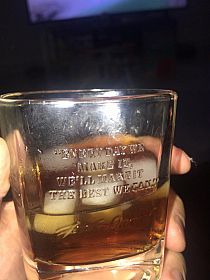 "EVERY DAY WE
MAKE IT,
WE'LL MAKE IT
THE BEST WE CAN."